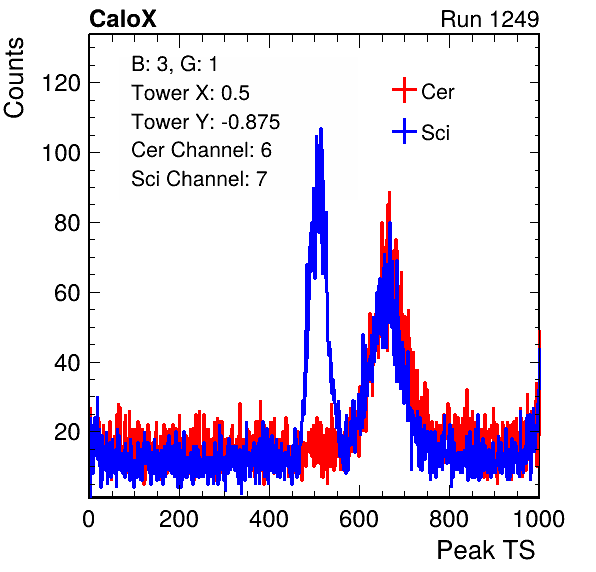 CaloX Run 1249
Counts
B: 3, G: 1
Tower X: 0.5
Tower Y: -0.875
Cer Channel: 6
Sci Channel: 7
Cer
Sci
120
100
80
60
40
20
0 200 400 600 800 1000
Peak TS